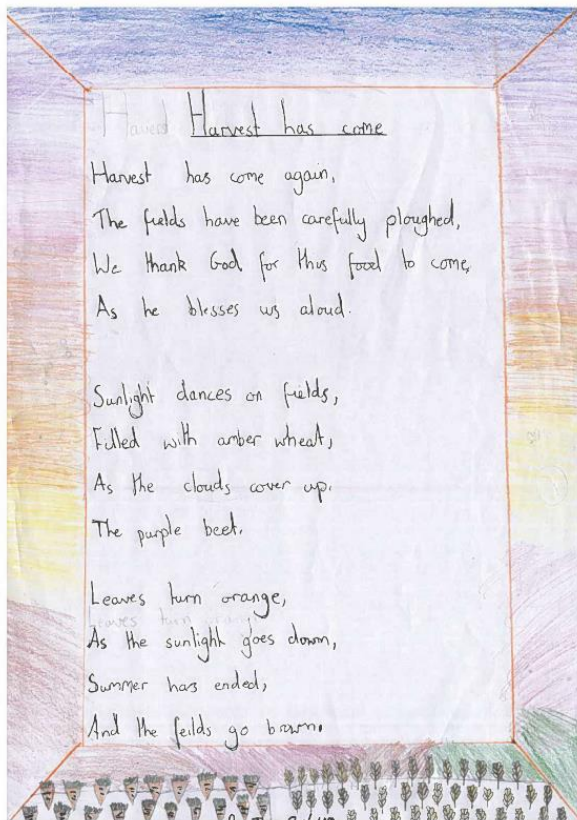 Harvest has come
Harvest has come again,
The fields have been carefully ploughed,
We thank God for this food to come,
As he blesses us aloud.
Sunlight dances on fields,
Filled with amber wheat,
As the clouds cover up.
The purple beet.
Leaves turn orange,
As the sunlight goes down,
Summer has ended,
And the feilds go brown.